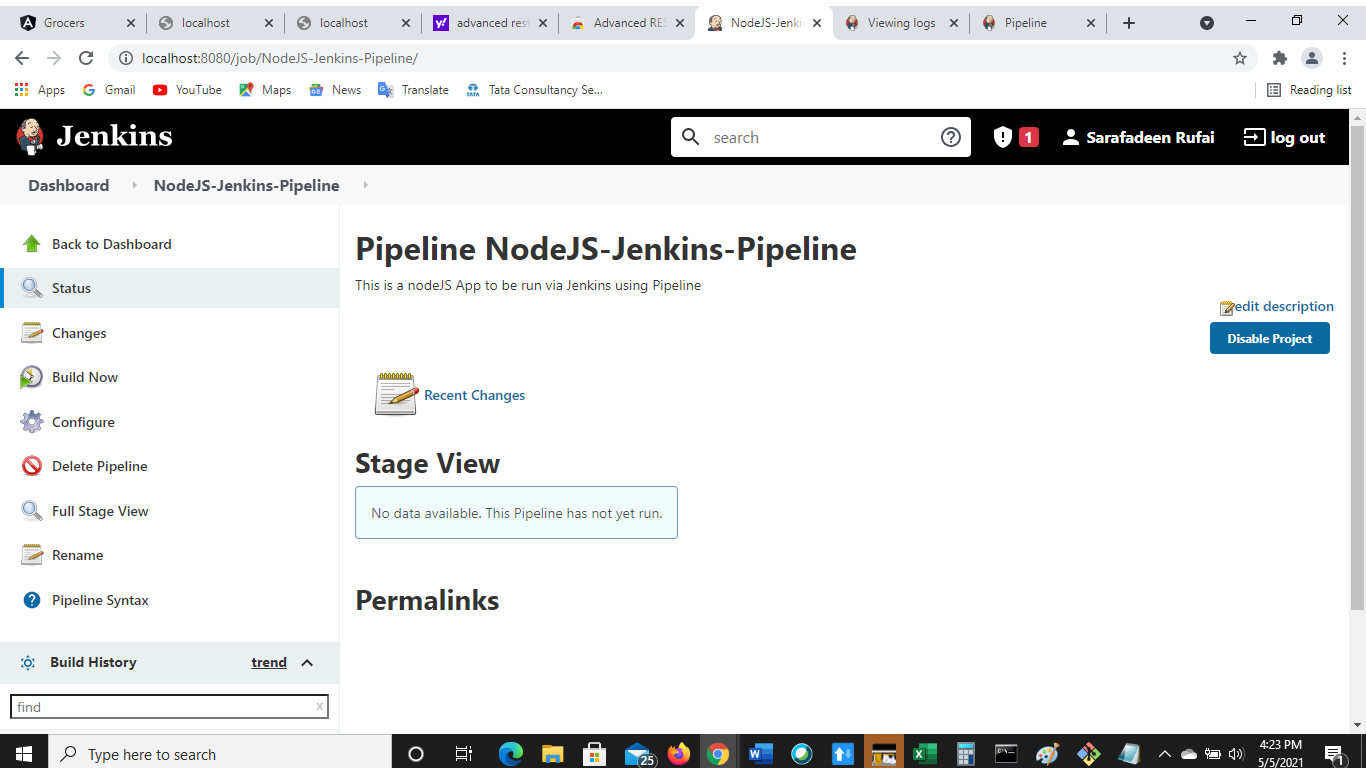 Grocers
localhost
localhost
advanced rest
Advanced RES
NodeJS-Jenki
Viewing logs
Pipeline
localhost:8080/job/NodeJS-Jenkins-Pipeline/
Apps
Gmail
YouTube
Maps
News
Translate
TATA
Tata Consultancy Se...
Reading list
Jenkins
search
1
Sarafadeen Rufai
log out
Dashboard
NodeJS-Jenkins-Pipeline
Back to Dashboard
Status
Changes
Build Now
Configure
Delete Pipeline
Full Stage View
Rename
Pipeline Syntax
Build History
trend
find
x
Pipeline NodeJS-Jenkins-Pipeline
This is a nodeJS App to be run via Jenkins using Pipeline
edit description
Disable Project
Recent Changes
Stage View
No data available. This Pipeline has not yet run.
Permalinks
Type here to search
25
4:23 PM
5/5/2021
1